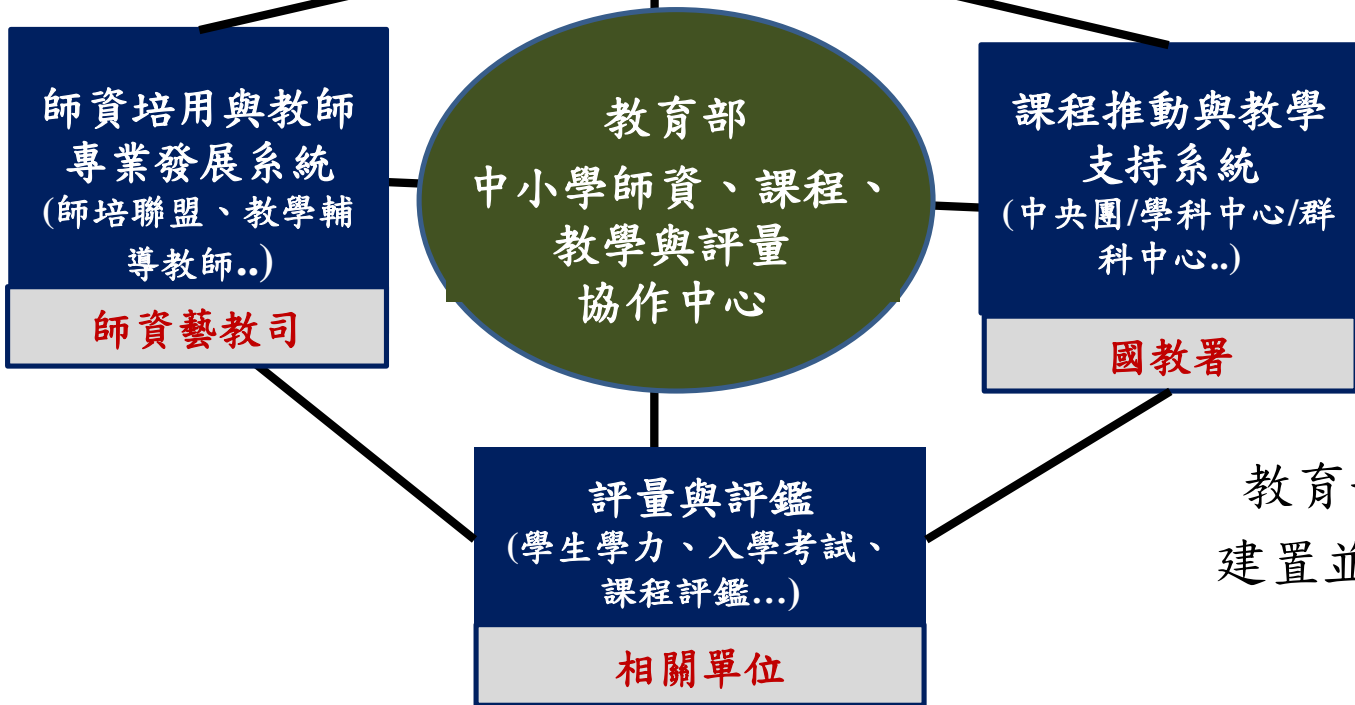 師資培用與教師
專業發展系統
(師培聯盟、教學輔
導教師..)
師資藝教司
教育部
中小學師資、課程、
教學與評量
協作中心
課程推動與教學
支持系統
(中央團/學科中心/群
科中心..)
國教署
評量與評鑑
(學生學力、入學考試、
課程評鑑...)
相關單位
教育
建置並